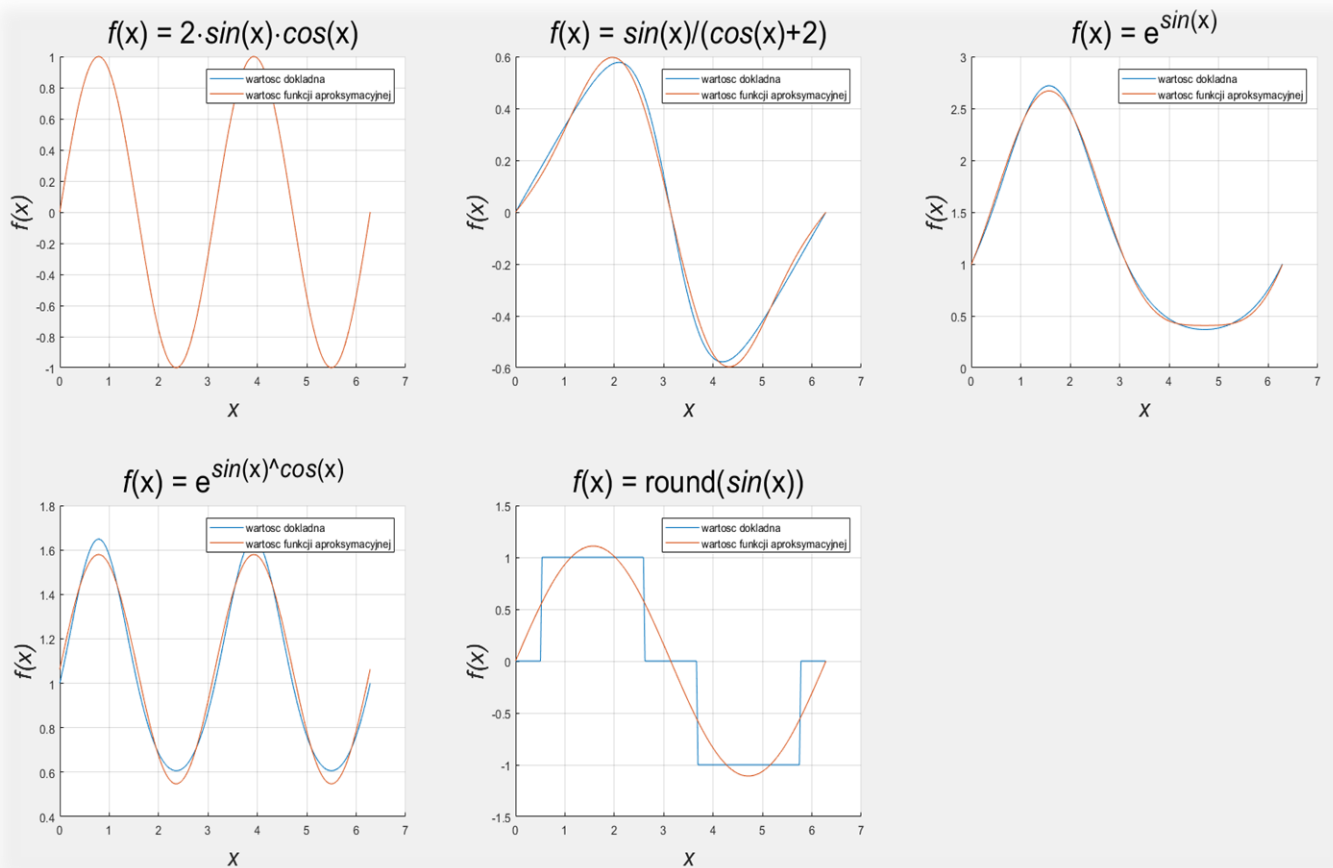 f(x) = 2·sin(x)·cos(x)
wartosc dokladna
wartosc funkcji aproksymacyjnej
f(x)
1
0.8
0.6
0.4
0.2
0
-0.2
-0.4
-0.6
-0.8
-1
0 1 2 3 4 5 6 7
x
f(x) = sin(x)/(cos(x)+2)
wartosc dokladna
wartosc funkcji aproksymacyjnej
f(x)
0.6
0.4
0.2
0
-0.2
-0.4
-0.6
0 1 2 3 4 5 6 7
x
f(x) = e^sin(x)
wartosc dokladna
wartosc funkcji aproksymacyjnej
f(x)
3
2.5
2
1.5
1
0.5
0
0 1 2 3 4 5 6 7
x
f(x) = e^sin(x)^cos(x)
wartosc dokladna
wartosc funkcji aproksymacyjnej
f(x)
1.8
1.6
1.4
1.2
1
0.8
0.6
0.4
0 1 2 3 4 5 6 7
x
f(x) = round(sin(x))
wartosc dokladna
wartosc funkcji aproksymacyjnej
f(x)
1.5
1
0.5
0
-0.5
-1
-1.5
0 1 2 3 4 5 6 7
x